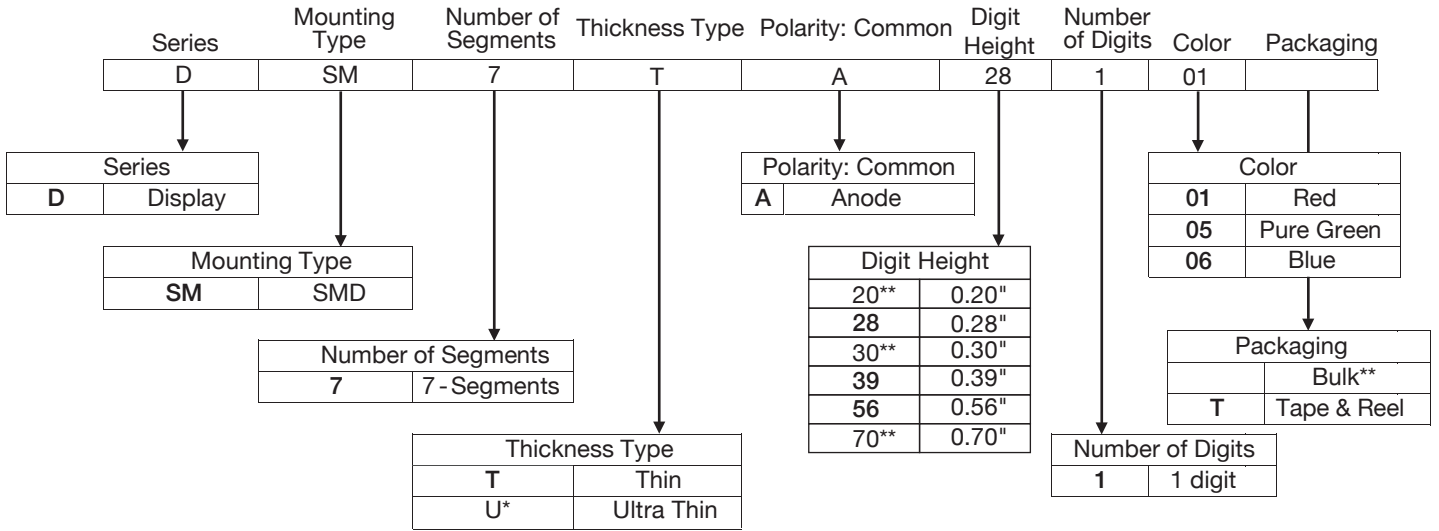 Series
Mounting
Type
Number of
Segments
Thickness Type
Polarity: Common
Digit
Height
Number
of Digits
Color
Packaging
D SM 7 T A 28 1 01
Series
D Display
Mounting Type
SM SMD
Number of Segments
7 7-Segments
Thickness Type
T Thin
U* Ultra Thin
Polarity: Common
A Anode
Digit Height
20** 0.20"
28 0.28"
30** 0.30"
39 0.39"
56 0.56"
70** 0.70"
Number of Digits
1 1 digit
Color
01 Red
05 Pure Green
06 Blue
Packaging
Bulk**
T Tape & Reel